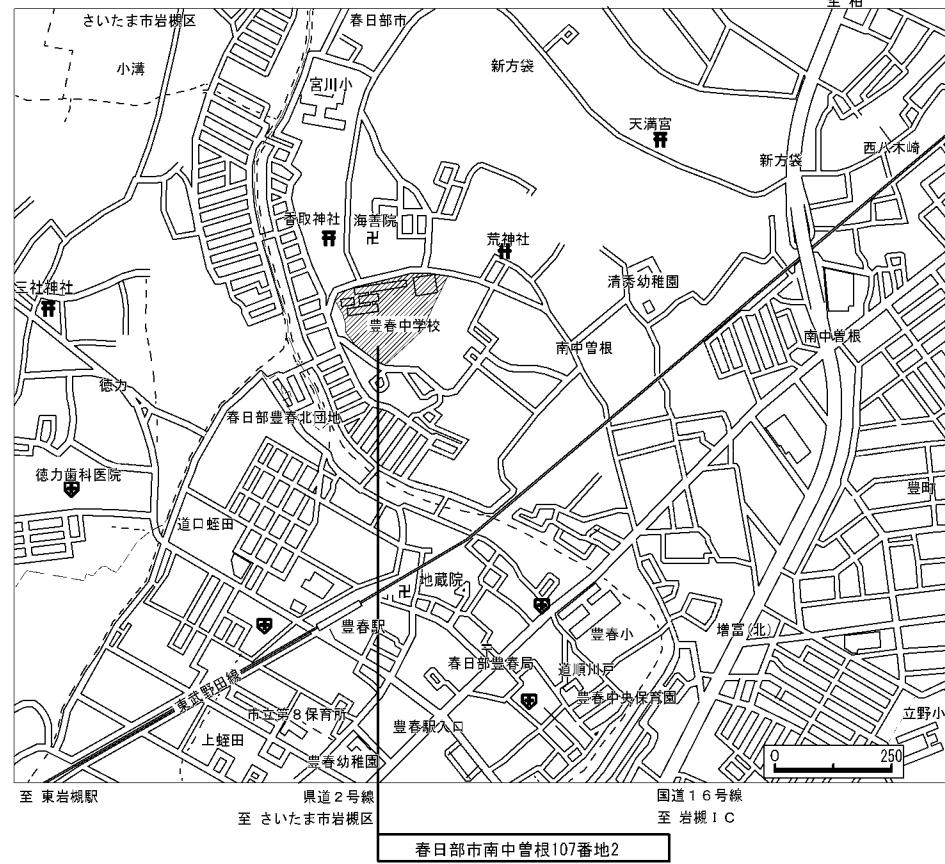 至 柏
さいたま市岩槻区
春日部市
小溝
宮川小
新方袋
天満宮
新方袋
西八木崎
香取神社
海善院
荒神社
清秀幼稚園
三社神社
豊春中学校
南中曽根
南中曽根
徳力
春日部豊春北団地
徳力歯科医院
豊町
道口蛭田
地蔵院
豊春駅
豊春小
増富(北)
春日部豊春局
道順川戸
東武野田線
豊春中央保育園
市立第8保育所
豊春駅入口
立野小
上蛭田
豊春幼稚園
0 250
至 東岩槻駅
県道2号線
至 さいたま市岩槻区
国道16号線
至 岩槻IC
春日部市南中曽根107番地2